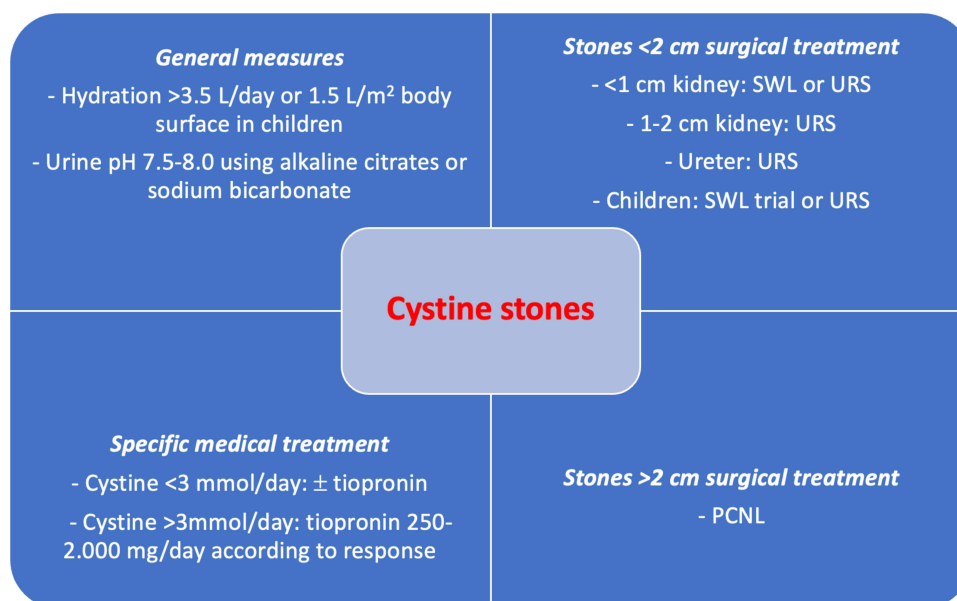 General measures
- Hydration >3.5 L/day or 1.5 L/m² body
surface in children
- Urine pH 7.5-8.0 using alkaline citrates or
sodium bicarbonate
Stones <2 cm surgical treatment
- <1 cm kidney: SWL or URS
- 1-2 cm kidney: URS
- Ureter: URS
- Children: SWL trial or URS
Cystine stones
Specific medical treatment
- Cystine <3 mmol/day: ± tiopronin
- Cystine >3mmol/day: tiopronin 250-
2.000 mg/day according to response
Stones >2 cm surgical treatment
- PCNL